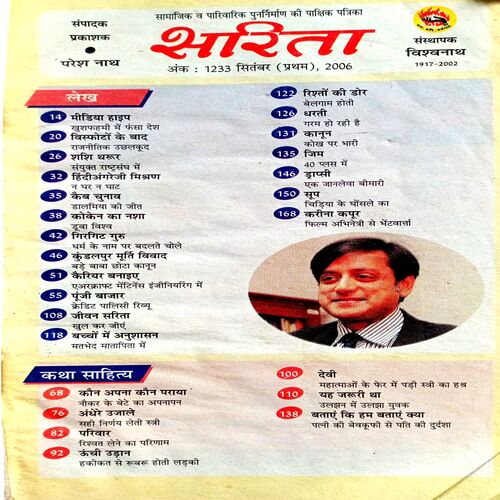 सामाजिक व पारिवारिक पुनर्निर्माण की पाक्षिक पत्रिका
संपादक
प्रकाशक
•
परेश नाथ
सरिता
अंक : 1233 सितंबर (प्रथम), 2006
संस्थापक
विश्वनाथ
1917-2002
लेख
14 मीडिया हाइप
खुशफहमी में फंसा देश
20 विस्फोटों के बाद
राजनीतिक उछलकूद
26 शशि थरूर
संयुक्त राष्ट्रसंघ में
32 हिंदीअंगरेजी मिश्रण
न घर न घाट
35 कैब चुनाव
डालमिया की जीत
38 कोकेन का नशा
डूबा विश्व
42 गिरगिट गुरु
धर्म के नाम पर बदलते चोले
46 कुंडलपुर मूर्ति विवाद
बड़े बाबा छोटा कानून
51 कैरियर बनाइए
एअरक्राफ्ट मेंटिनेंस इंजीनियरिंग में
55 पूंजी बाजार
क्रेडिट पालिसी रिव्यू
108 जीवन सरिता
खुल कर जीएं
118 बच्चों में अनुशासन
मतभेद मातापिता में
122 रिश्तों की डोर
बेलगाम होती
126 धरती
गरम हो रही है
131 कानून
कोख पर भारी
135 जिम
40 प्लस में
146 ड्राप्सी
एक जानलेवा बीमारी
150 सूप
चिड़िया के घोंसले का
168 करीना कपूर
फिल्म अभिनेत्री से भेंटवार्त्ता
कथा साहित्य
68 कौन अपना कौन पराया
नौकर के बेटे का अपनापन
76 अंधेरे उजाले
सही निर्णय लेती स्त्री
82 परिवार
रिश्वत लेने का परिणाम
92 ऊंची उड़ान
हकीकत से रूबरू होती लड़की
100 देवी
महात्माओं के फेर में पड़ी स्त्री का हश्र
110 यह जरूरी था
उलझन में उलझा युवक
138 बताएं कि हम बताएं क्या
पत्नी की बेवकूफी से पति की दुर्दशा